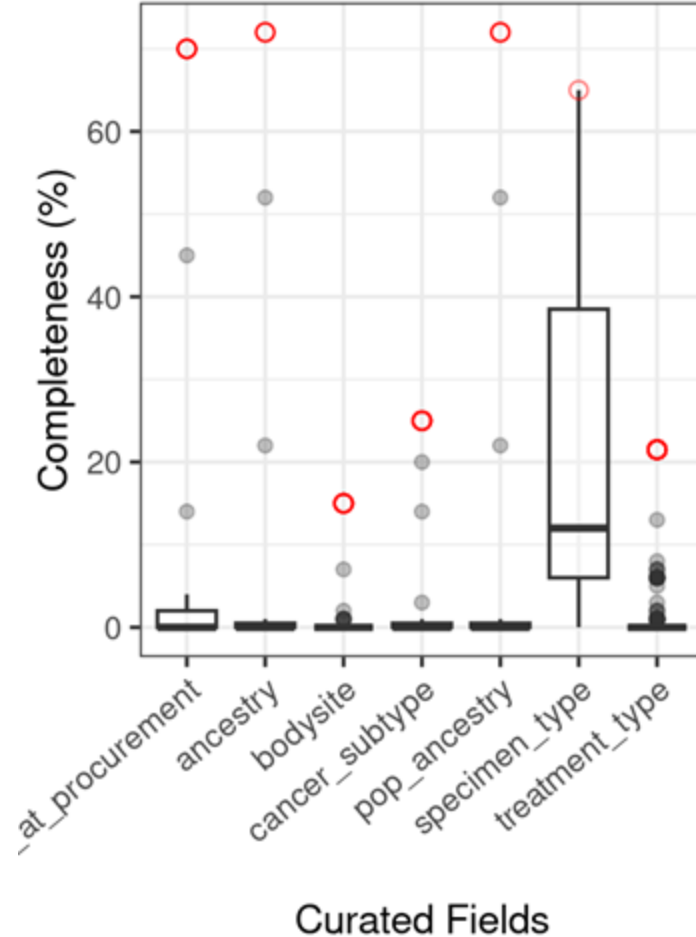 Completeness (%)
60
40
20
0
_at_procurement
ancestry
bodysite
cancer_subtype
pop_ancestry
specimen_type
treatment_type
Curated Fields